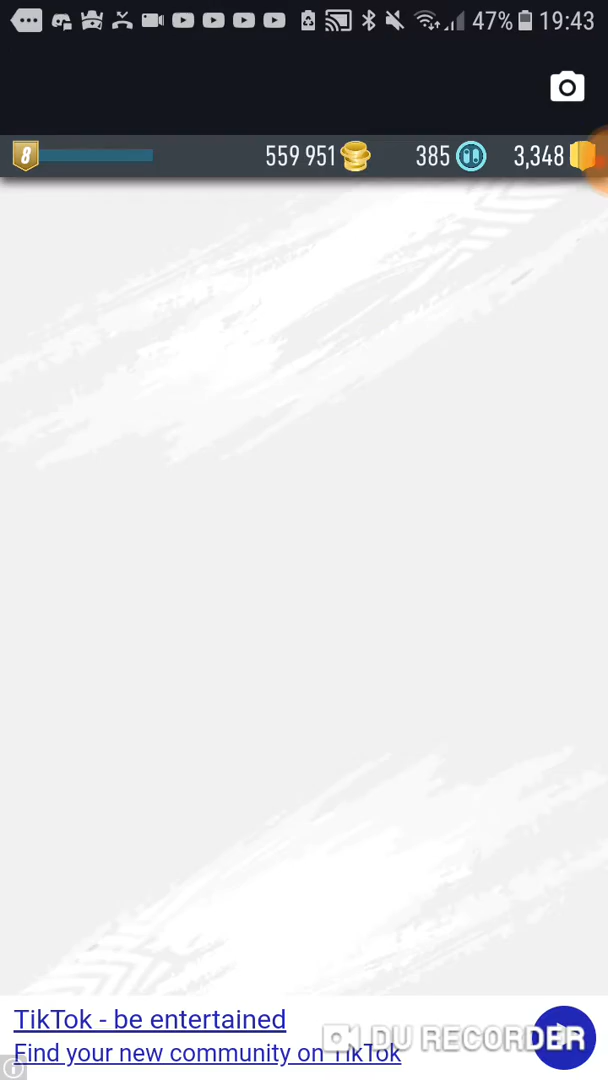 47% 19:43
8 559 951 385 3,348
TikTok - be entertained
Find your new community on TikTok
DU RECORDER